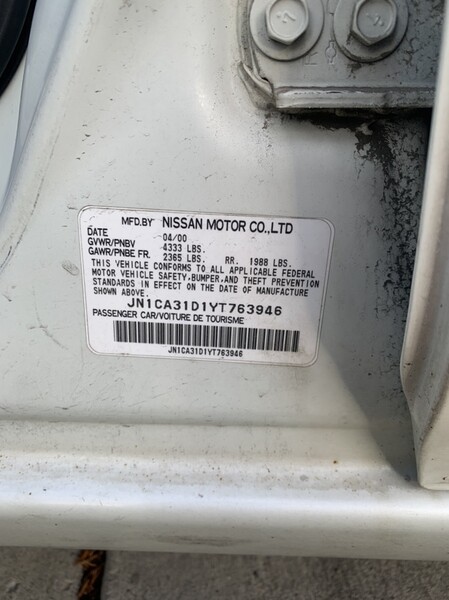 MFD.BY NISSAN MOTOR CO.,LTD
DATE 04/00
GVWR/PNBV 4333 LBS.
GAWR/PNBE FR. 2365 LBS. RR. 1988 LBS.
THIS VEHICLE CONFORMS TO ALL APPLICABLE FEDERAL
MOTOR VEHICLE SAFETY,BUMPER,AND THEFT PREVENTION
STANDARDS IN EFFECT ON THE DATE OF MANUFACTURE
SHOWN ABOVE.
JN1CA31D1YT763946
PASSENGER CAR/VOITURE DE TOURISME
JN1CA31D1YT763946